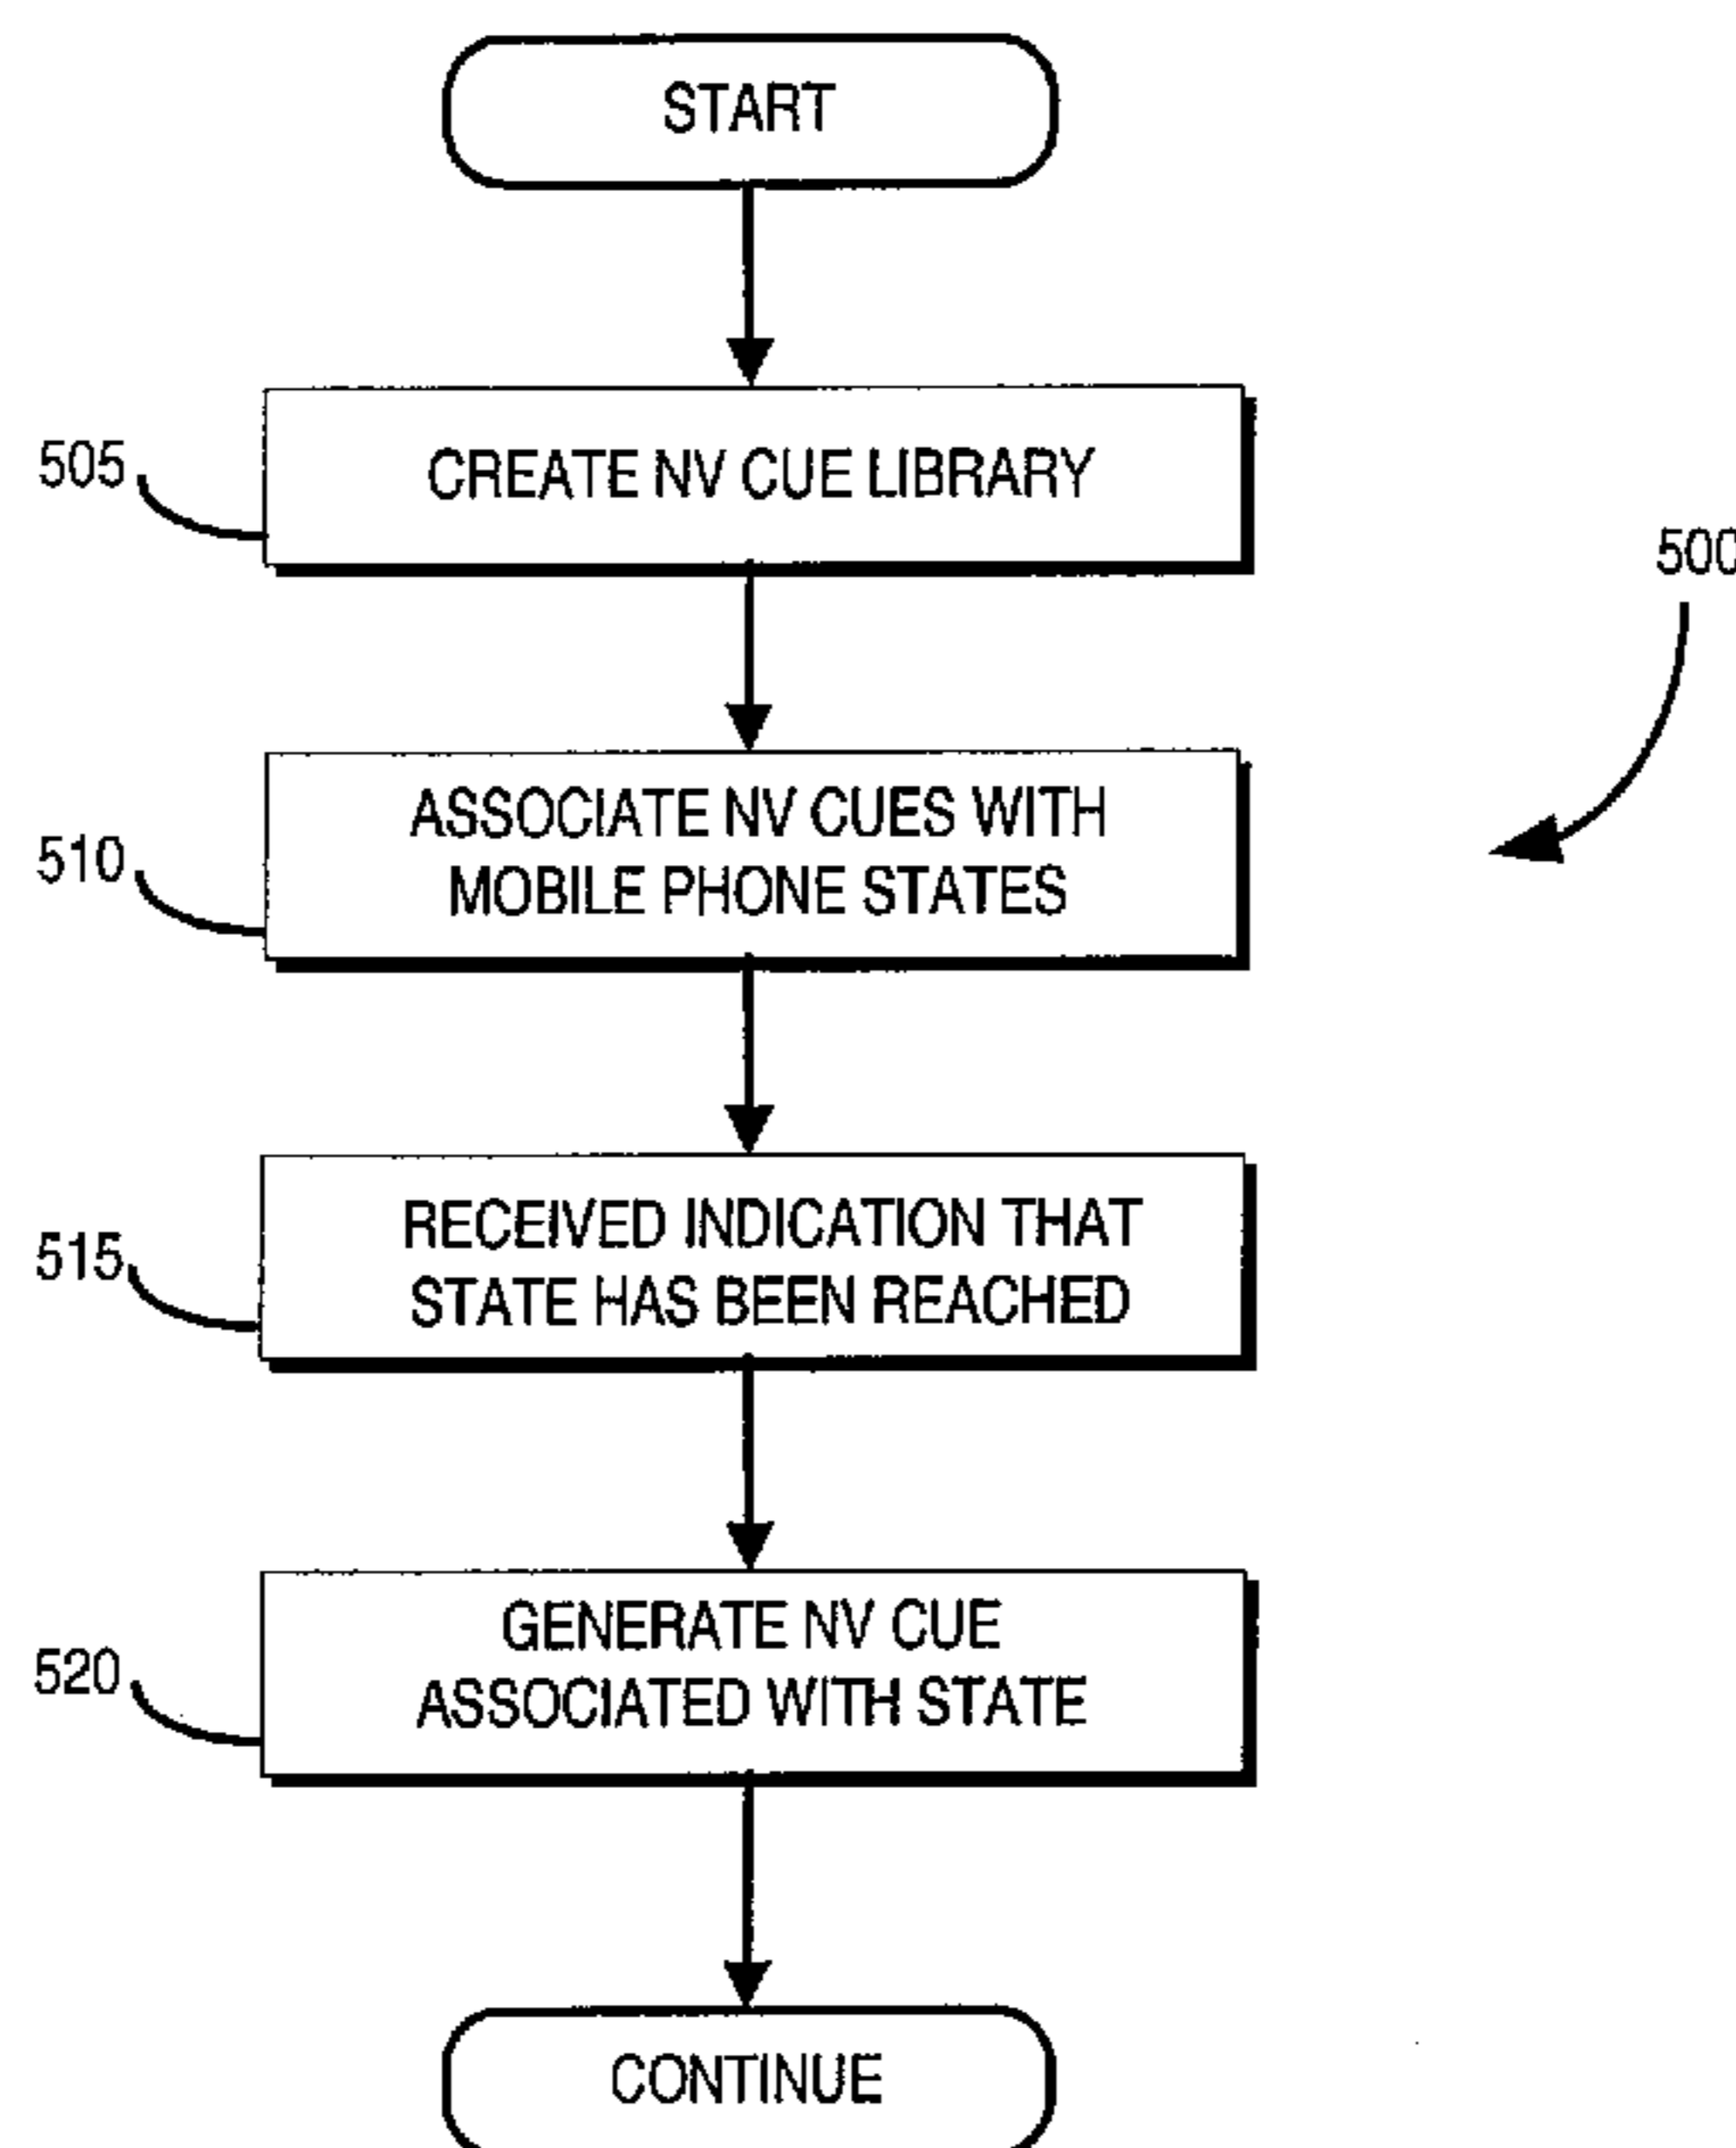 START
505
CREATE NV CUE LIBRARY
500
510
ASSOCIATE NV CUES WITH
MOBILE PHONE STATES
515
RECEIVED INDICATION THAT
STATE HAS BEEN REACHED
520
GENERATE NV CUE
ASSOCIATED WITH STATE
CONTINUE